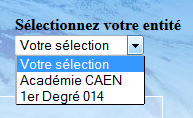 Sélectionnez votre entité
Votre sélection
Votre sélection
Académie CAEN
1er Degré 014